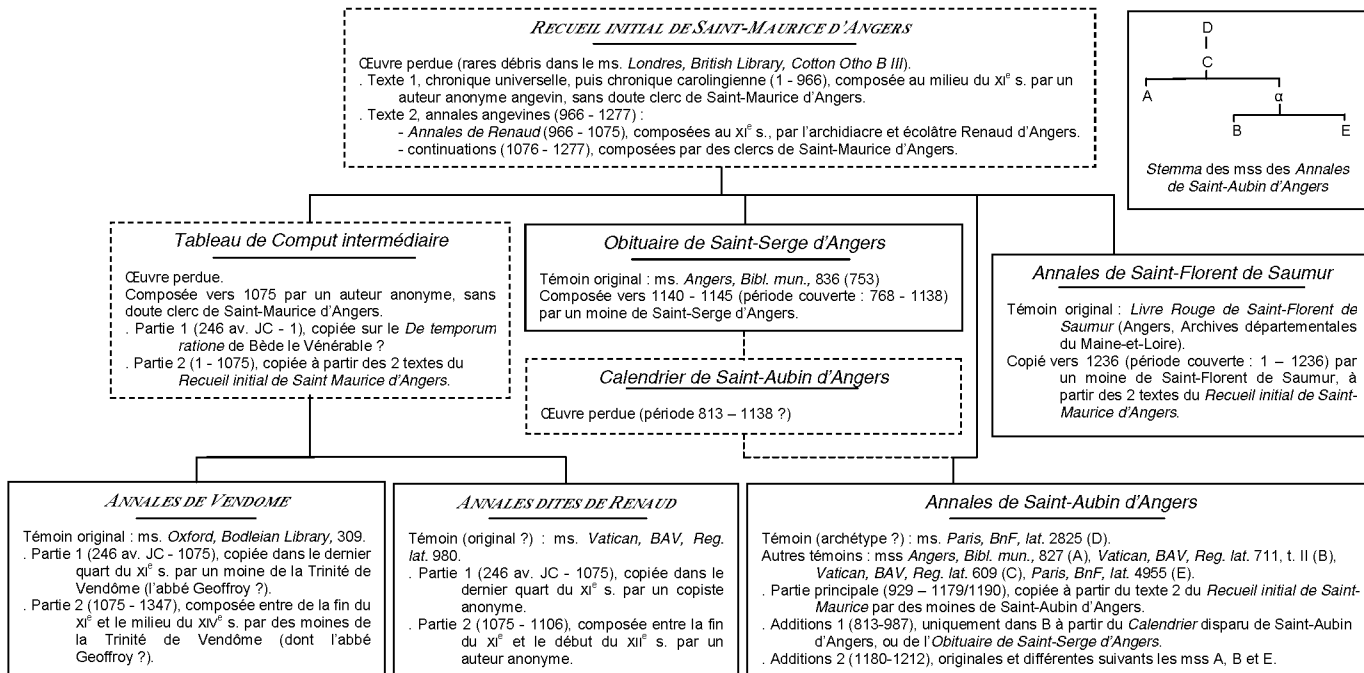 RECUEIL INITIAL DE SAINT-MAURICE D'ANGERS
Œuvre perdue (rares débris dans le ms. Londres, British Library, Cotton Otho B III).
. Texte 1, chronique universelle, puis chronique carolingienne (1 - 966), composée au milieu du XIe s. par un
auteur anonyme angevin, sans doute clerc de Saint-Maurice d'Angers.
. Texte 2, annales angevines (966 - 1277) :
- Annales de Renaud (966 - 1075), composées au XIe s., par l'archidiacre et écolâtre Renaud d'Angers.
- continuations (1076 - 1277), composées par des clercs de Saint-Maurice d'Angers.
D
C
A
α
B
E
Stemma des mss des Annales
de Saint-Aubin d'Angers
Tableau de Comput intermédiaire
Œuvre perdue.
Composée vers 1075 par un auteur anonyme, sans
doute clerc de Saint-Maurice d'Angers.
. Partie 1 (246 av. JC - 1), copiée sur le De temporum
ratione de Bède le Vénérable ?
. Partie 2 (1 - 1075), copiée à partir des 2 textes du
Recueil initial de Saint Maurice d'Angers.
Obituaire de Saint-Serge d'Angers
Témoin original : ms. Angers, Bibl. mun., 836 (753)
Composée vers 1140 - 1145 (période couverte : 768 - 1138)
par un moine de Saint-Serge d'Angers.
Calendrier de Saint-Aubin d'Angers
Œuvre perdue (période 813 – 1138 ?)
Annales de Saint-Florent de Saumur
Témoin original : Livre Rouge de Saint-Florent de
Saumur (Angers, Archives départementales
du Maine-et-Loire).
Copié vers 1236 (période couverte : 1 – 1236) par
un moine de Saint-Florent de Saumur, à
partir des 2 textes du Recueil initial de Saint-
Maurice d'Angers.
ANNALES DE VENDOME
Témoin original : ms. Oxford, Bodleian Library, 309.
. Partie 1 (246 av. JC - 1075), copiée dans le dernier
quart du XIe s. par un moine de la Trinité de
Vendôme (l'abbé Geoffroy ?).
. Partie 2 (1075 - 1347), composée entre de la fin du
XIe et le milieu du XIVe s. par des moines de
la Trinité de Vendôme (dont l'abbé
Geoffroy ?).
ANNALES DITES DE RENAUD
Témoin (original ?) : ms. Vatican, BAV, Reg.
lat. 980.
. Partie 1 (246 av. JC - 1075), copiée dans le
dernier quart du XIe s. par un copiste
anonyme.
. Partie 2 (1075 - 1106), composée entre la fin
du XIe et le début du XIIe s. par un
auteur anonyme.
Annales de Saint-Aubin d'Angers
Témoin (archétype ?) : ms. Paris, BnF, lat. 2825 (D).
Autres témoins : mss Angers, Bibl. mun., 827 (A), Vatican, BAV, Reg. lat. 711, t. II (B),
Vatican, BAV, Reg. lat. 609 (C), Paris, BnF, lat. 4955 (E).
. Partie principale (929 – 1179/1190), copiée à partir du texte 2 du Recueil initial de Saint-
Maurice par des moines de Saint-Aubin d'Angers.
. Additions 1 (813-987), uniquement dans B à partir du Calendrier disparu de Saint-Aubin
d'Angers, ou de l'Obituaire de Saint-Serge d'Angers.
. Additions 2 (1180-1212), originales et différentes suivants les mss A, B et E.